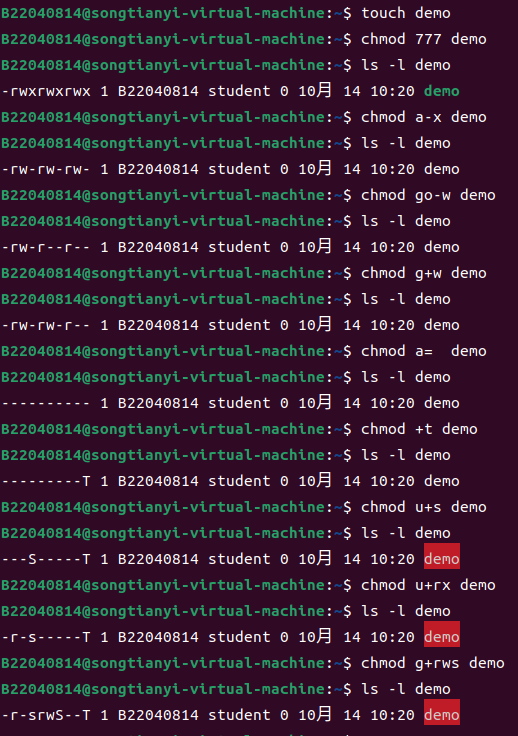 B22040814@songtianyi-virtual-machine:~$ touch demo
B22040814@songtianyi-virtual-machine:~$ chmod 777 demo
B22040814@songtianyi-virtual-machine:~$ ls -l demo
-rwxrwxrwx 1 B22040814 student 0 10月 14 10:20 demo
B22040814@songtianyi-virtual-machine:~$ chmod a-x demo
B22040814@songtianyi-virtual-machine:~$ ls -l demo
-rw-rw-rw- 1 B22040814 student 0 10月 14 10:20 demo
B22040814@songtianyi-virtual-machine:~$ chmod go-w demo
B22040814@songtianyi-virtual-machine:~$ ls -l demo
-rw-r--r-- 1 B22040814 student 0 10月 14 10:20 demo
B22040814@songtianyi-virtual-machine:~$ chmod g+w demo
B22040814@songtianyi-virtual-machine:~$ ls -l demo
-rw-rw-r-- 1 B22040814 student 0 10月 14 10:20 demo
B22040814@songtianyi-virtual-machine:~$ chmod a=  demo
B22040814@songtianyi-virtual-machine:~$ ls -l demo
---------- 1 B22040814 student 0 10月 14 10:20 demo
B22040814@songtianyi-virtual-machine:~$ chmod +t demo
B22040814@songtianyi-virtual-machine:~$ ls -l demo
---------T 1 B22040814 student 0 10月 14 10:20 demo
B22040814@songtianyi-virtual-machine:~$ chmod u+s demo
B22040814@songtianyi-virtual-machine:~$ ls -l demo
---S-----T 1 B22040814 student 0 10月 14 10:20 demo
B22040814@songtianyi-virtual-machine:~$ chmod u+rx demo
B22040814@songtianyi-virtual-machine:~$ ls -l demo
-r-s-----T 1 B22040814 student 0 10月 14 10:20 demo
B22040814@songtianyi-virtual-machine:~$ chmod g+rws demo
B22040814@songtianyi-virtual-machine:~$ ls -l demo
-r-srwS--T 1 B22040814 student 0 10月 14 10:20 demo